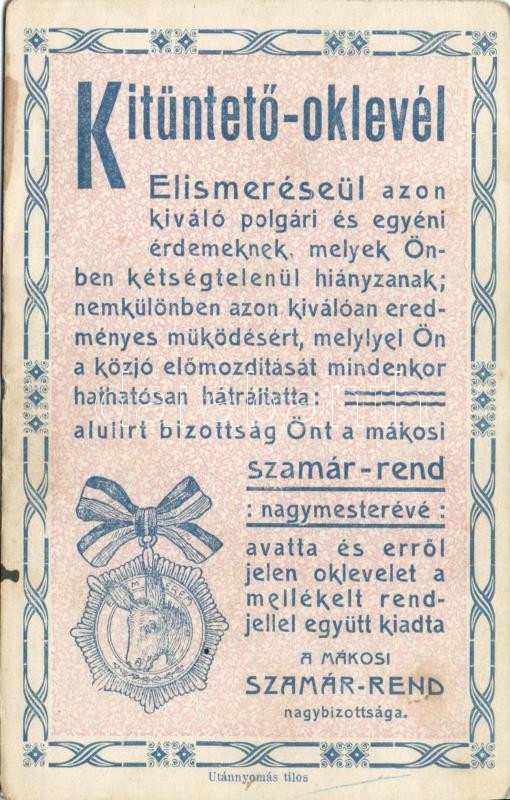 Kitüntető-oklevél
Elismeréseül azon
kiváló polgári és egyéni
érdemeknek, melyek Ön-
ben kétségtelenül hiányzanak;
nemkülönben azon kiválóan ered-
ményes müködésért, melylyel Ön
a közjó előmozditását mindenkor
hathatósan hátráltatta:
alulirt bizottság Önt a mákosi
szamár-rend
: nagymesterévé :
avatta és erről
jelen oklevelet a
mellékelt rend-
jellel együtt kiadta
A MÁKOSI
SZAMÁR-REND
nagybizottsága.
Utánnyomás tilos